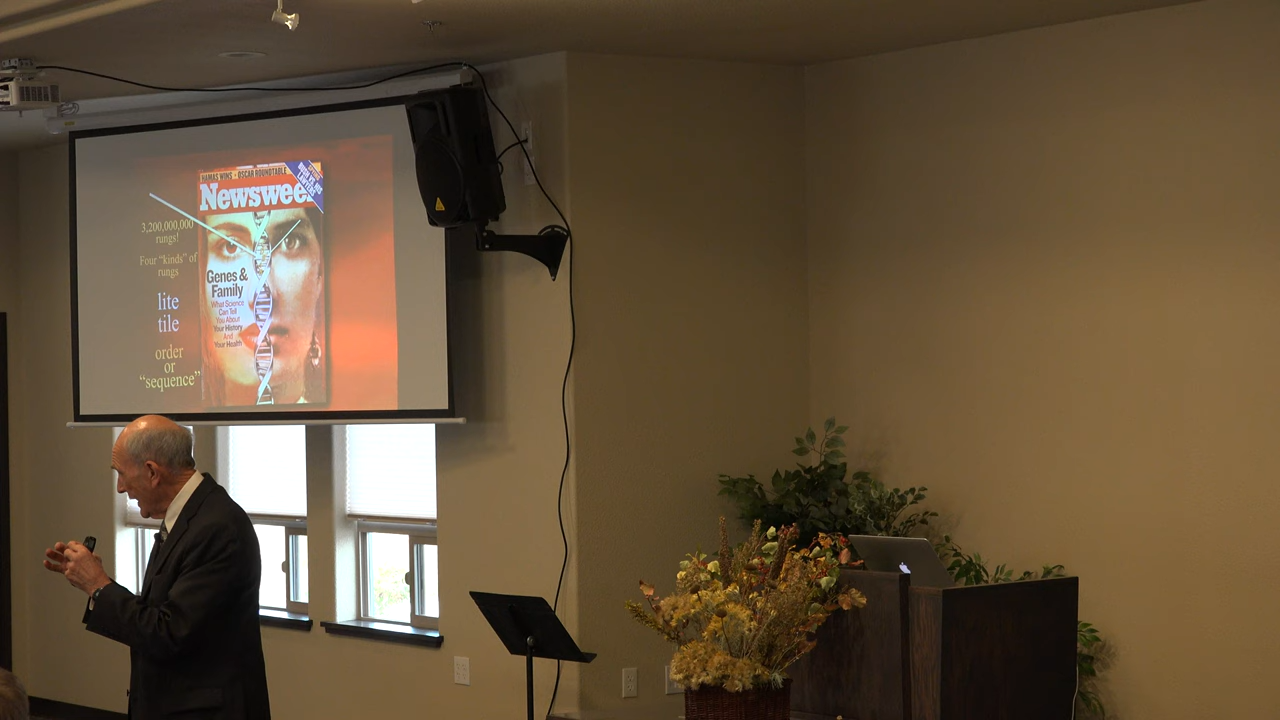 3,200,000,000
rungs!
Four "kinds" of
rungs
lite
tile
order
or
"sequence"
HAMAS WINS • OSCAR ROUNDTABLE
Newsweek
Genes &
Family
What Science
Can Tell
You About
Your History
And
Your Health